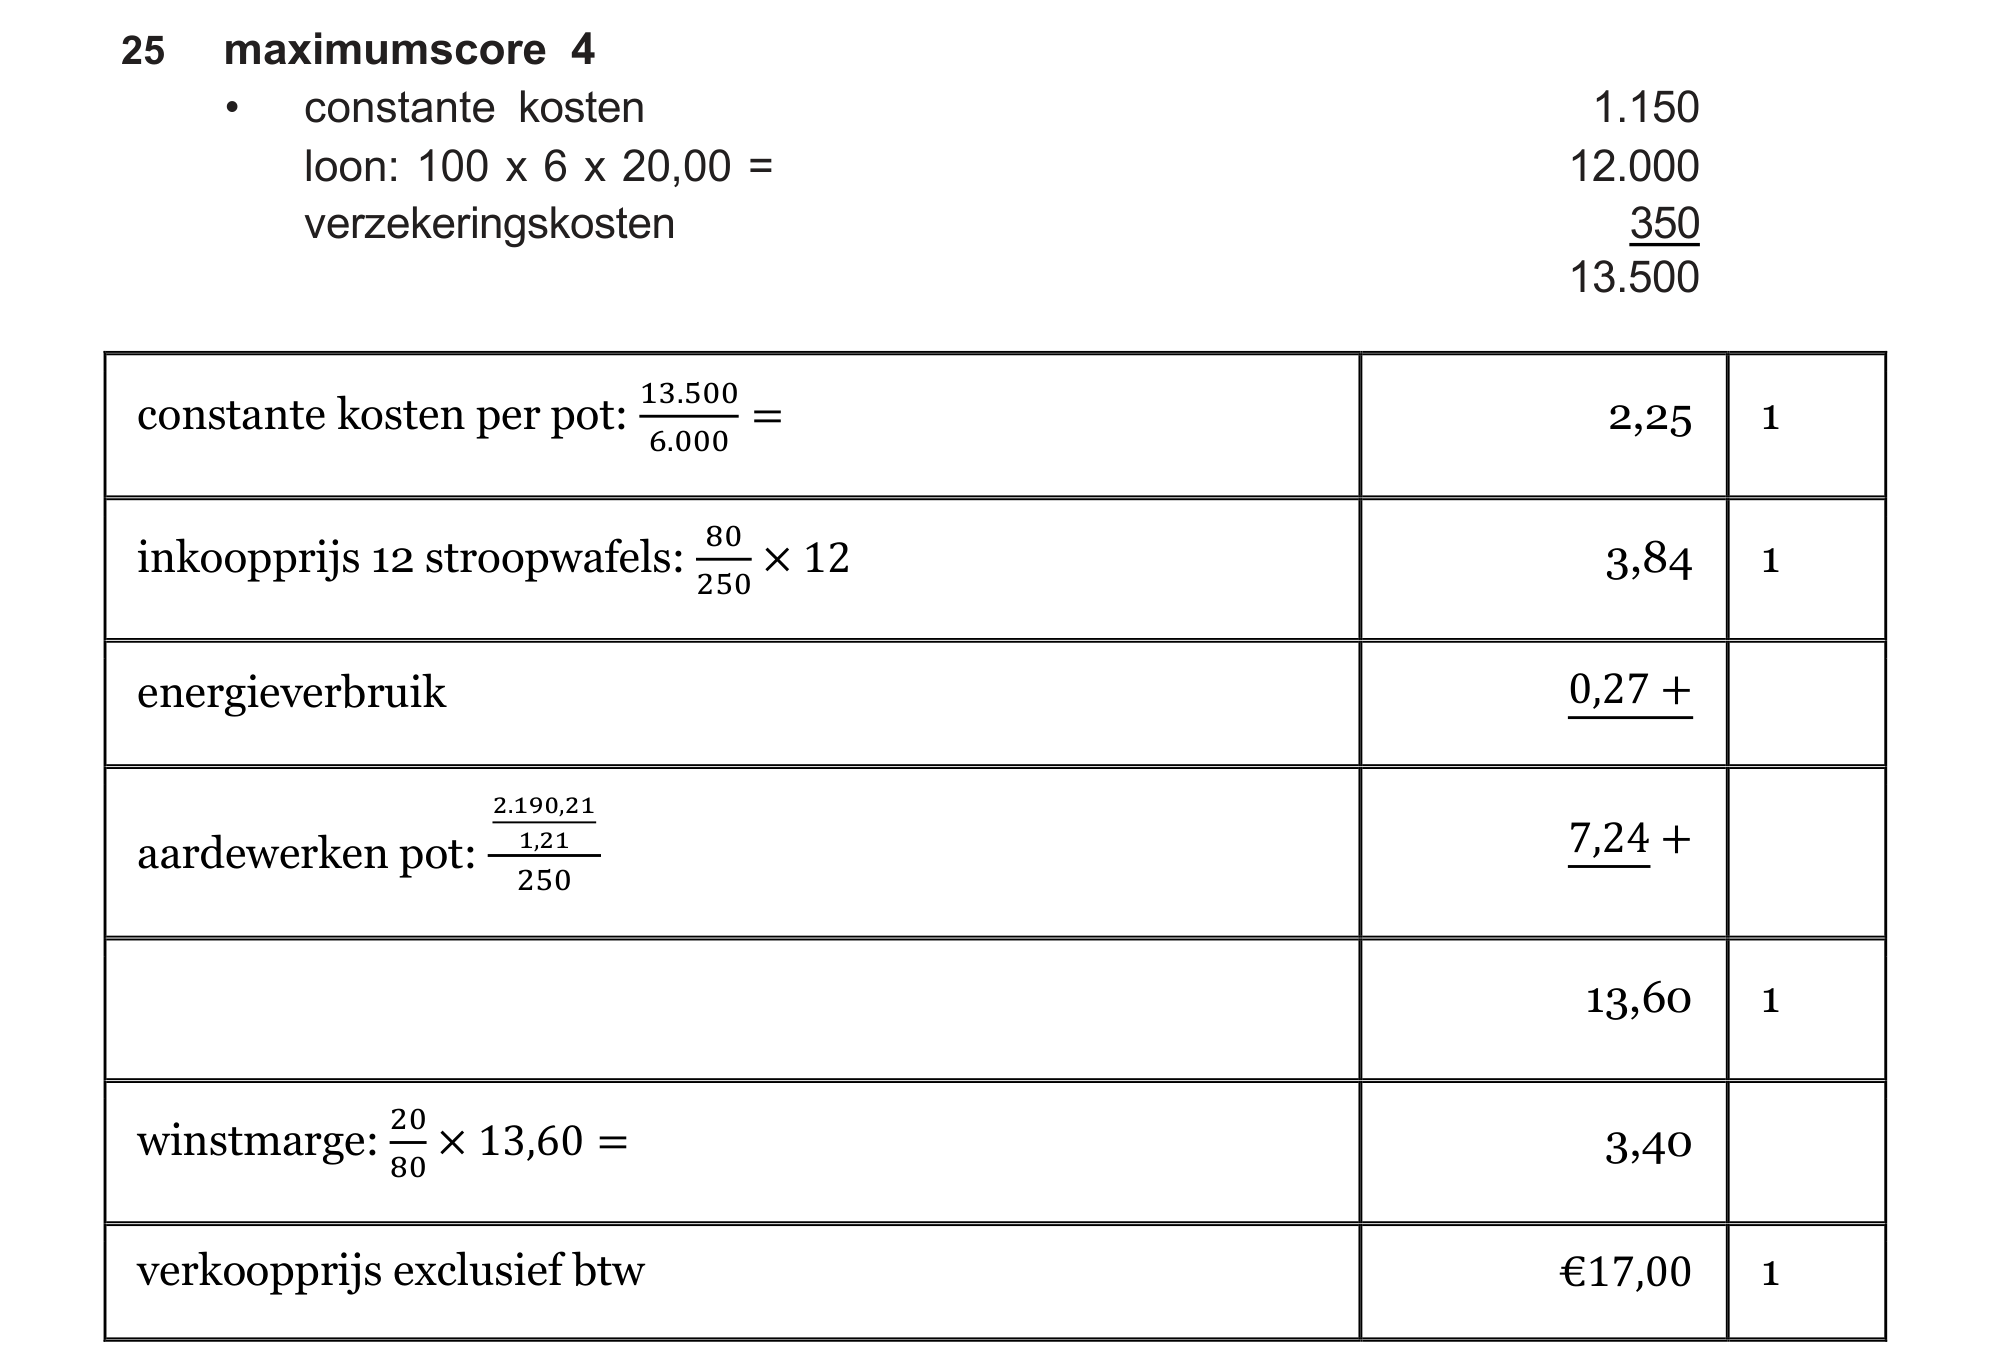 25 maximumscore 4
• constante kosten 1.150
loon: 100 x 6 x 20,00 = 12.000
verzekeringskosten 350
13.500
constante kosten per pot: 13.500/6.000 = 2,25 1
inkoopprijs 12 stroopwafels: 80/250 × 12 3,84 1
energieverbruik 0,27 +
aardewerken pot: 2.190,21/1,21/250 7,24 +
13,60 1
winstmarge: 20/80 × 13,60 = 3,40
verkoopprijs exclusief btw €17,00 1